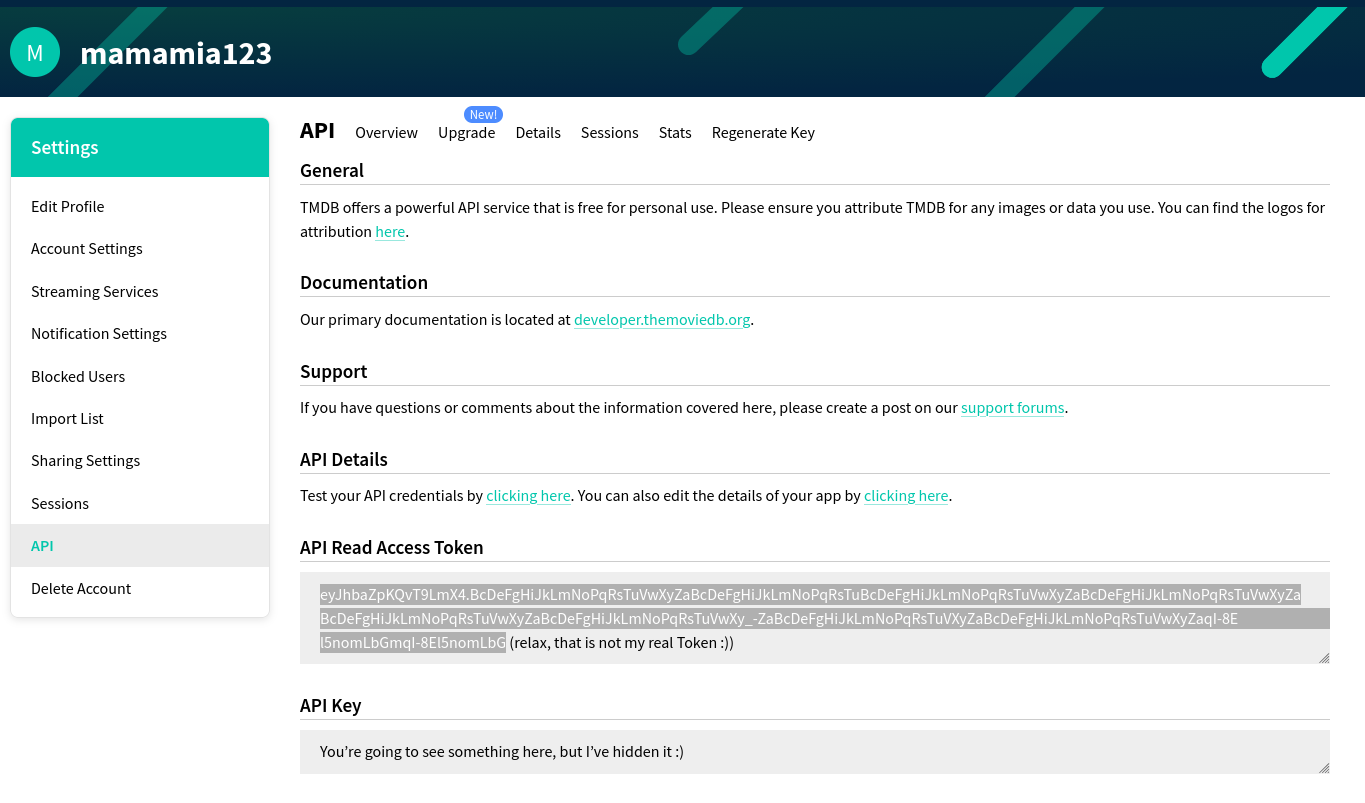 M
mamamia123
Settings
Edit Profile
Account Settings
Streaming Services
Notification Settings
Blocked Users
Import List
Sharing Settings
Sessions
API
Delete Account
New!
API Overview Upgrade Details Sessions Stats Regenerate Key
General
TMDB offers a powerful API service that is free for personal use. Please ensure you attribute TMDB for any images or data you use. You can find the logos for
attribution here.
Documentation
Our primary documentation is located at developer.themoviedb.org.
Support
If you have questions or comments about the information covered here, please create a post on our support forums.
API Details
Test your API credentials by clicking here. You can also edit the details of your app by clicking here.
API Read Access Token
eyJhbaZpKQvT9LmX4.BcDeFgHiJkLmNoPqRsTuVwXyZaBcDeFgHiJkLmNoPqRsTuBcDeFgHiJkLmNoPqRsTuVwXyZaBcDeFgHiJkLmNoPqRsTuVwXyZa
BcDeFgHiJkLmNoPqRsTuVwXyZaBcDeFgHiJkLmNoPqRsTuVwXy_-ZaBcDeFgHiJkLmNoPqRsTuVXyZaBcDeFgHiJkLmNoPqRsTuVwXyZaqI-8E
l5nomLbGmqI-8El5nomLbG (relax, that is not my real Token :))
API Key
You’re going to see something here, but I’ve hidden it :)